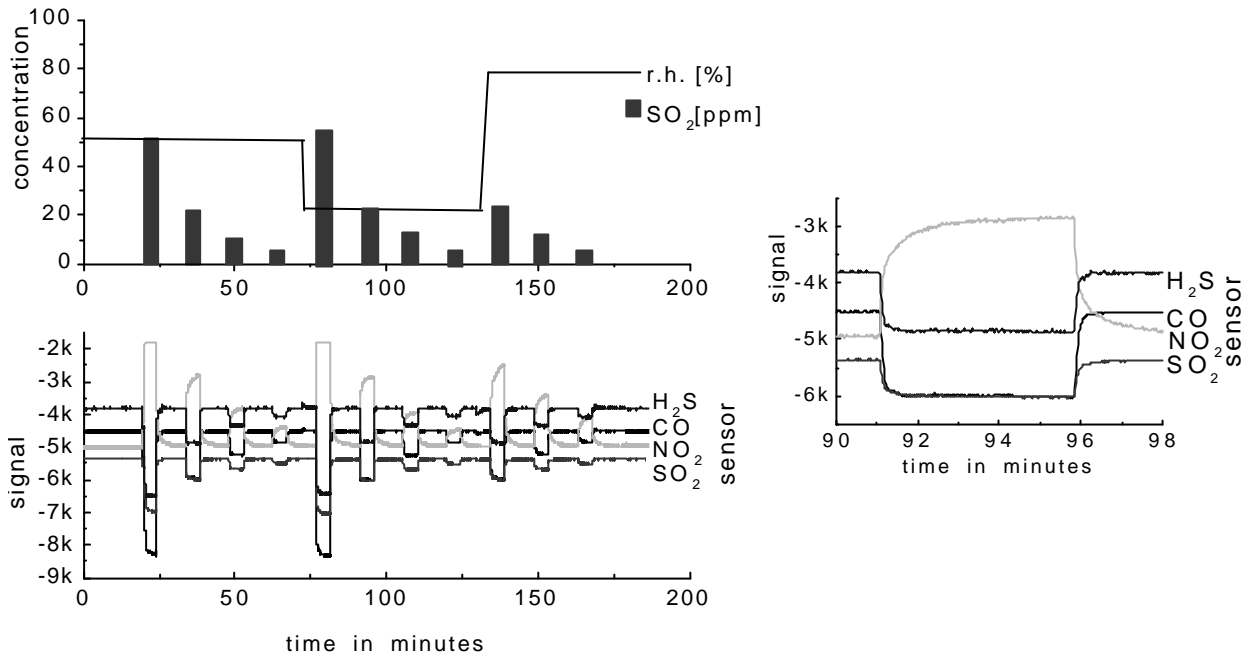 100
80
60
40
20
0
concentration
r.h. [%]
SO₂[ppm]
0 50 100 150 200
-2k
-3k
-4k
-5k
-6k
-7k
-8k
-9k
signal
H₂S
CO
NO₂
SO₂
sensor
0 50 100 150 200
time in minutes
-3k
-4k
-5k
-6k
signal
H₂S
CO
NO₂
SO₂
sensor
90 92 94 96 98
time in minutes